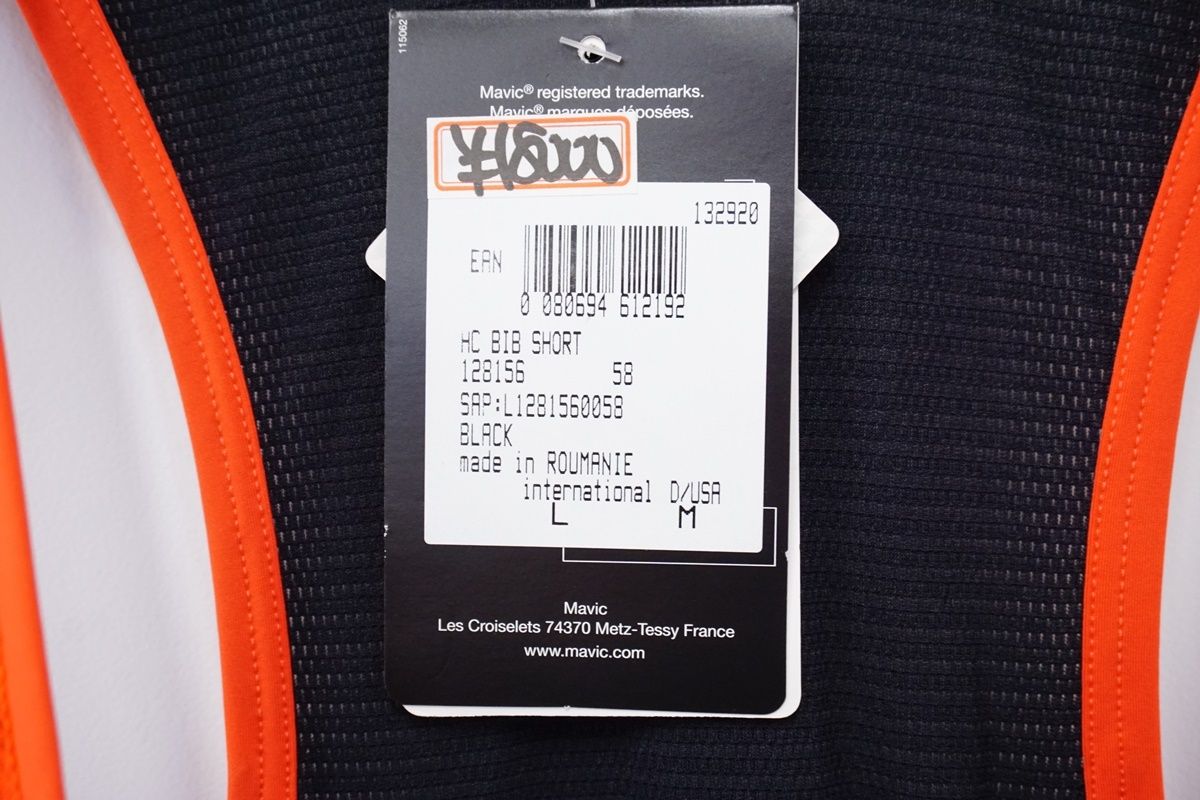 115062
Mavic® registered trademarks.
Mavic® marques déposées.
132920
EAN
0 080694 612192
HC BIB SHORT
128156 58
SAP:L1281560058
BLACK
made in ROUMANIE
international D/USA
L M
Mavic
Les Croiselets 74370 Metz-Tessy France
www.mavic.com